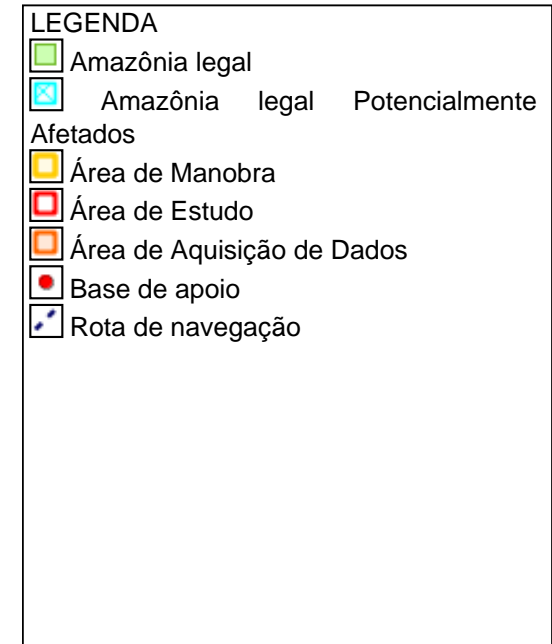 LEGENDA
Amazônia legal
Amazônia legal Potencialmente
Afetados
Área de Manobra
Área de Estudo
Área de Aquisição de Dados
Base de apoio
Rota de navegação